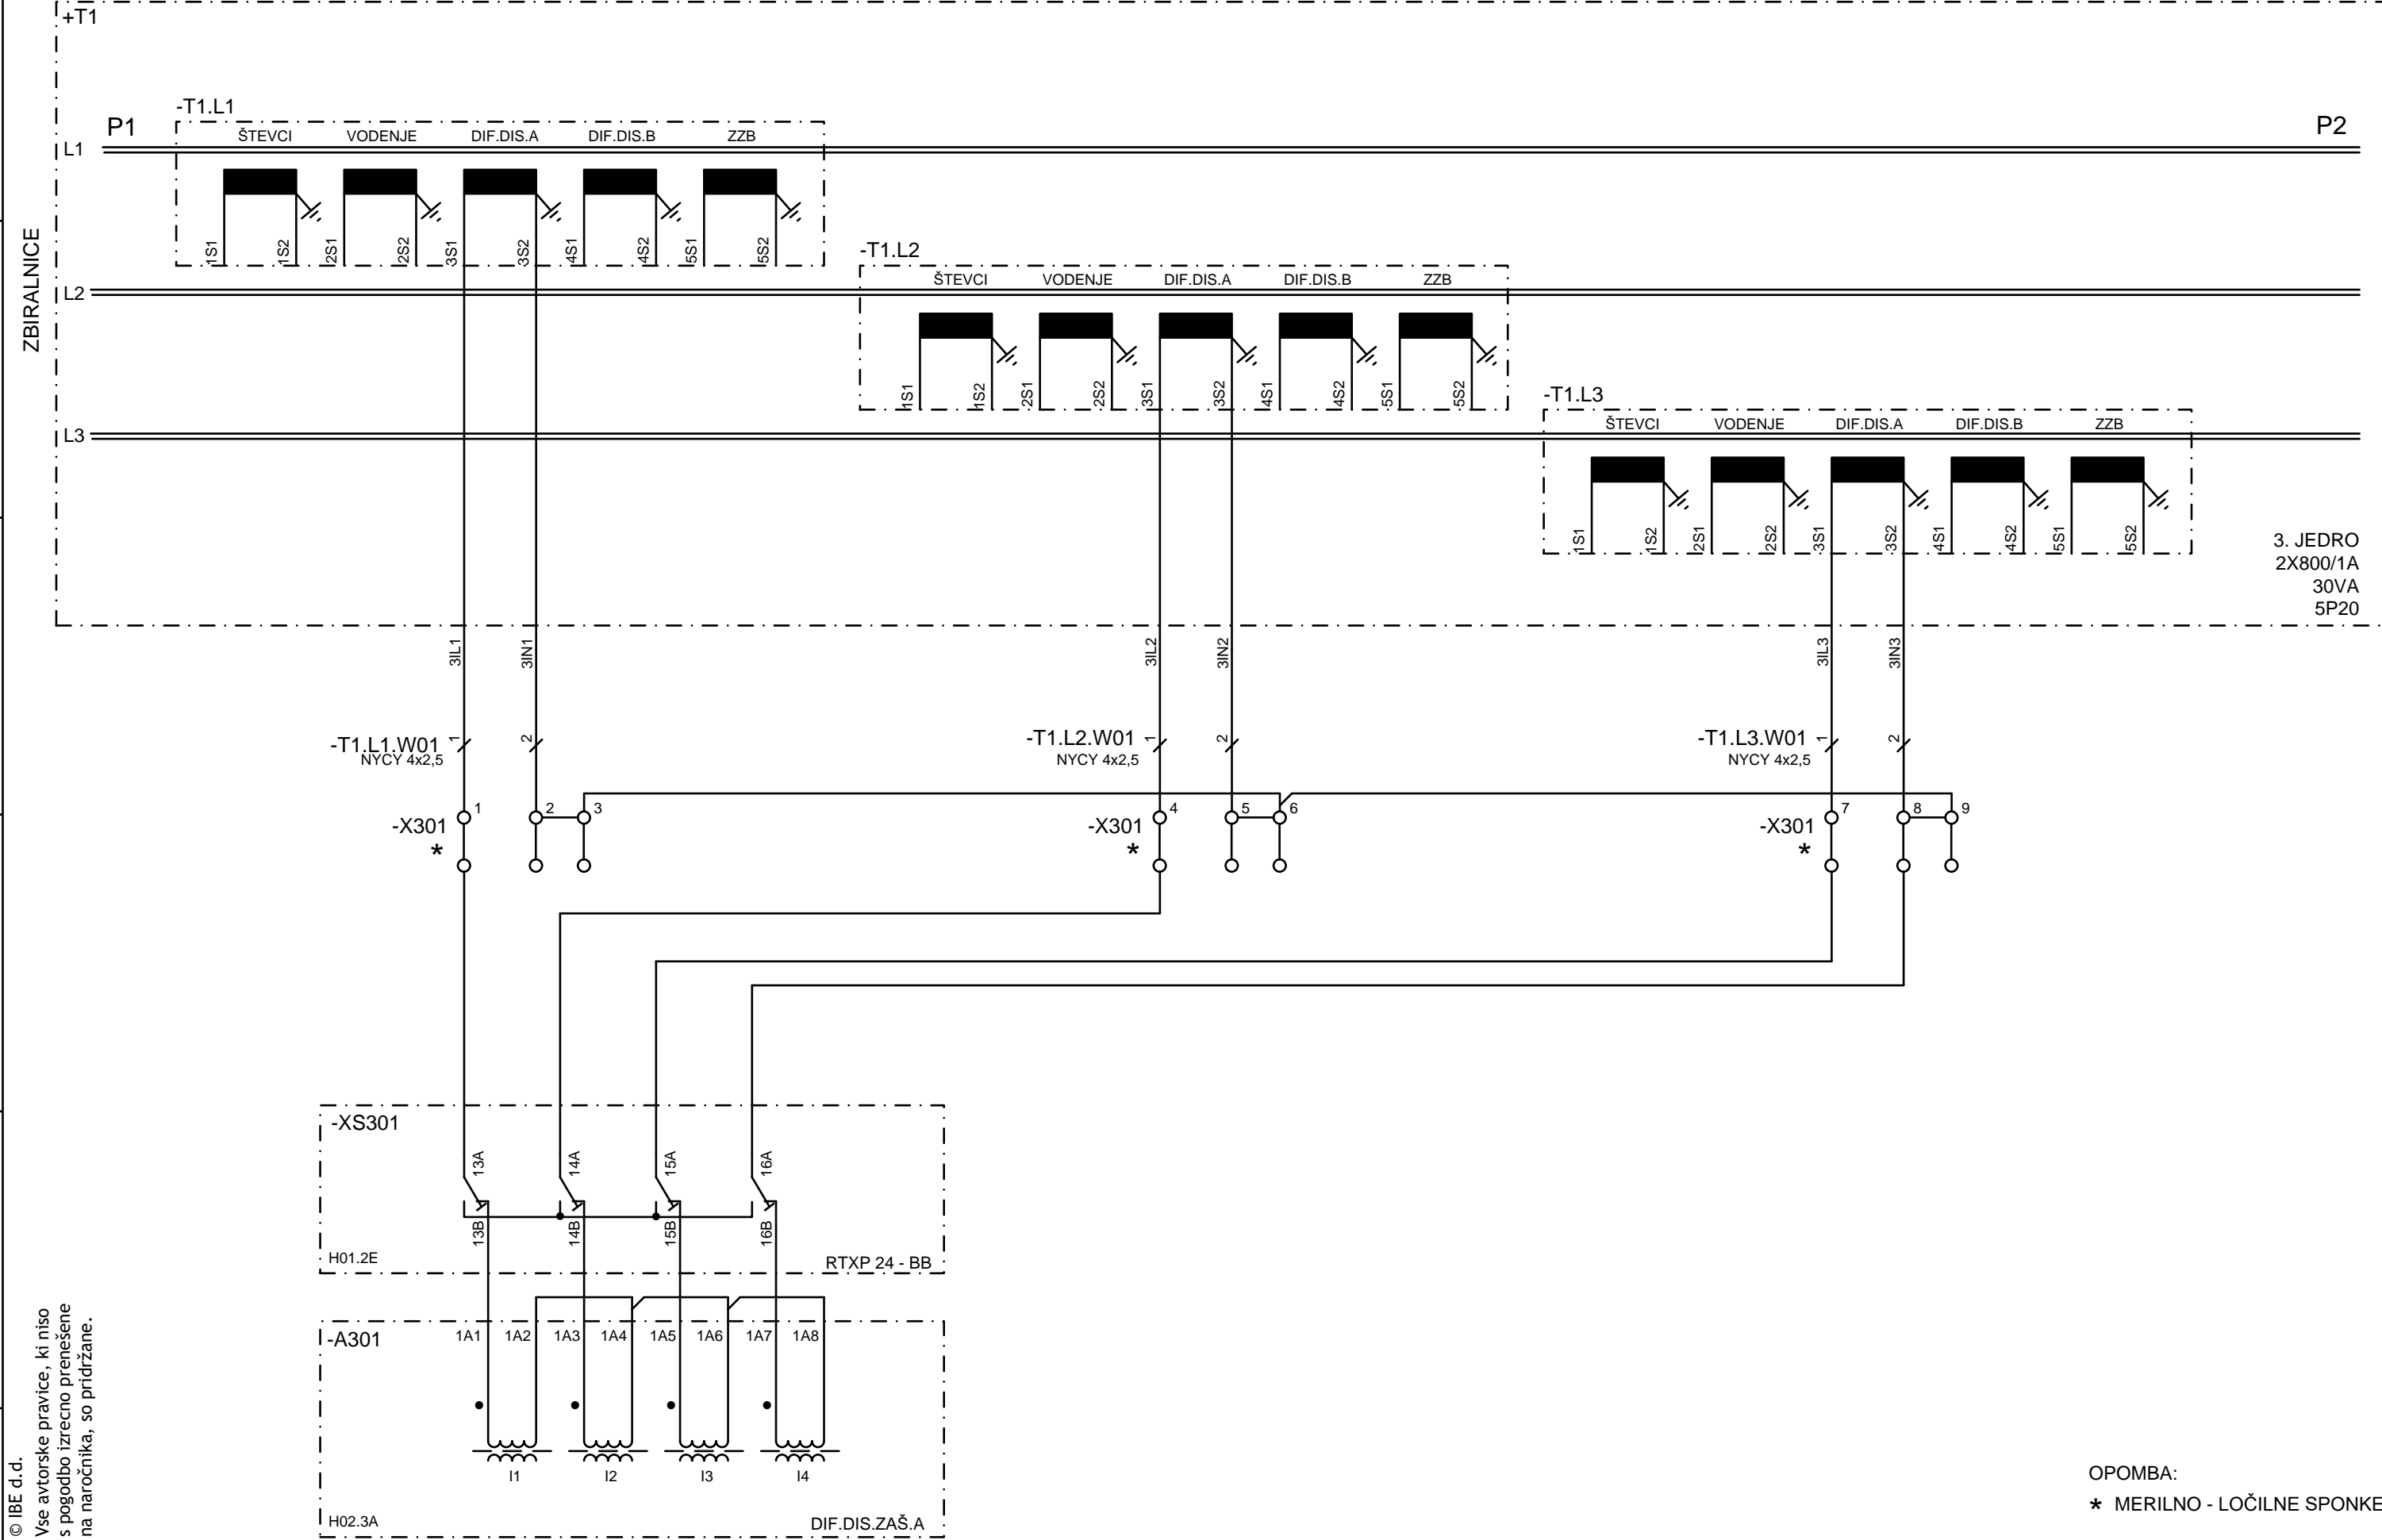 +T1
-T1.L1
P1
P2
ŠTEVCI VODENJE DIF.DIS.A DIF.DIS.B ZZB
L1
1S1 1S2 2S1 2S2 3S1 3S2 4S1 4S2 5S1 5S2
ZBIRALNICE
-T1.L2
ŠTEVCI VODENJE DIF.DIS.A DIF.DIS.B ZZB
L2
1S1 1S2 2S1 2S2 3S1 3S2 4S1 4S2 5S1 5S2
-T1.L3
ŠTEVCI VODENJE DIF.DIS.A DIF.DIS.B ZZB
L3
1S1 1S2 2S1 2S2 3S1 3S2 4S1 4S2 5S1 5S2
3. JEDRO
2X800/1A
30VA
5P20
3IL1 3IN1 3IL2 3IN2 3IL3 3IN3
-T1.L1.W01 1 2
NYCY 4x2,5
-T1.L2.W01 1 2
NYCY 4x2,5
-T1.L3.W01 1 2
NYCY 4x2,5
1 2 3 4 5 6 7 8 9
-X301 -X301 -X301
* * *
-XS301
13A 14A 15A 16A
13B 14B 15B 16B
H01.2E
RTXP 24 - BB
-A301
1A1 1A2 1A3 1A4 1A5 1A6 1A7 1A8
I1 I2 I3 I4
H02.3A
DIF.DIS.ZAŠ.A
© IBE d.d.
Vse avtorske pravice, ki niso
s pogodbo izrecno prenešene
na naročnika, so pridržane.
OPOMBA:
* MERILNO - LOČILNE SPONKE